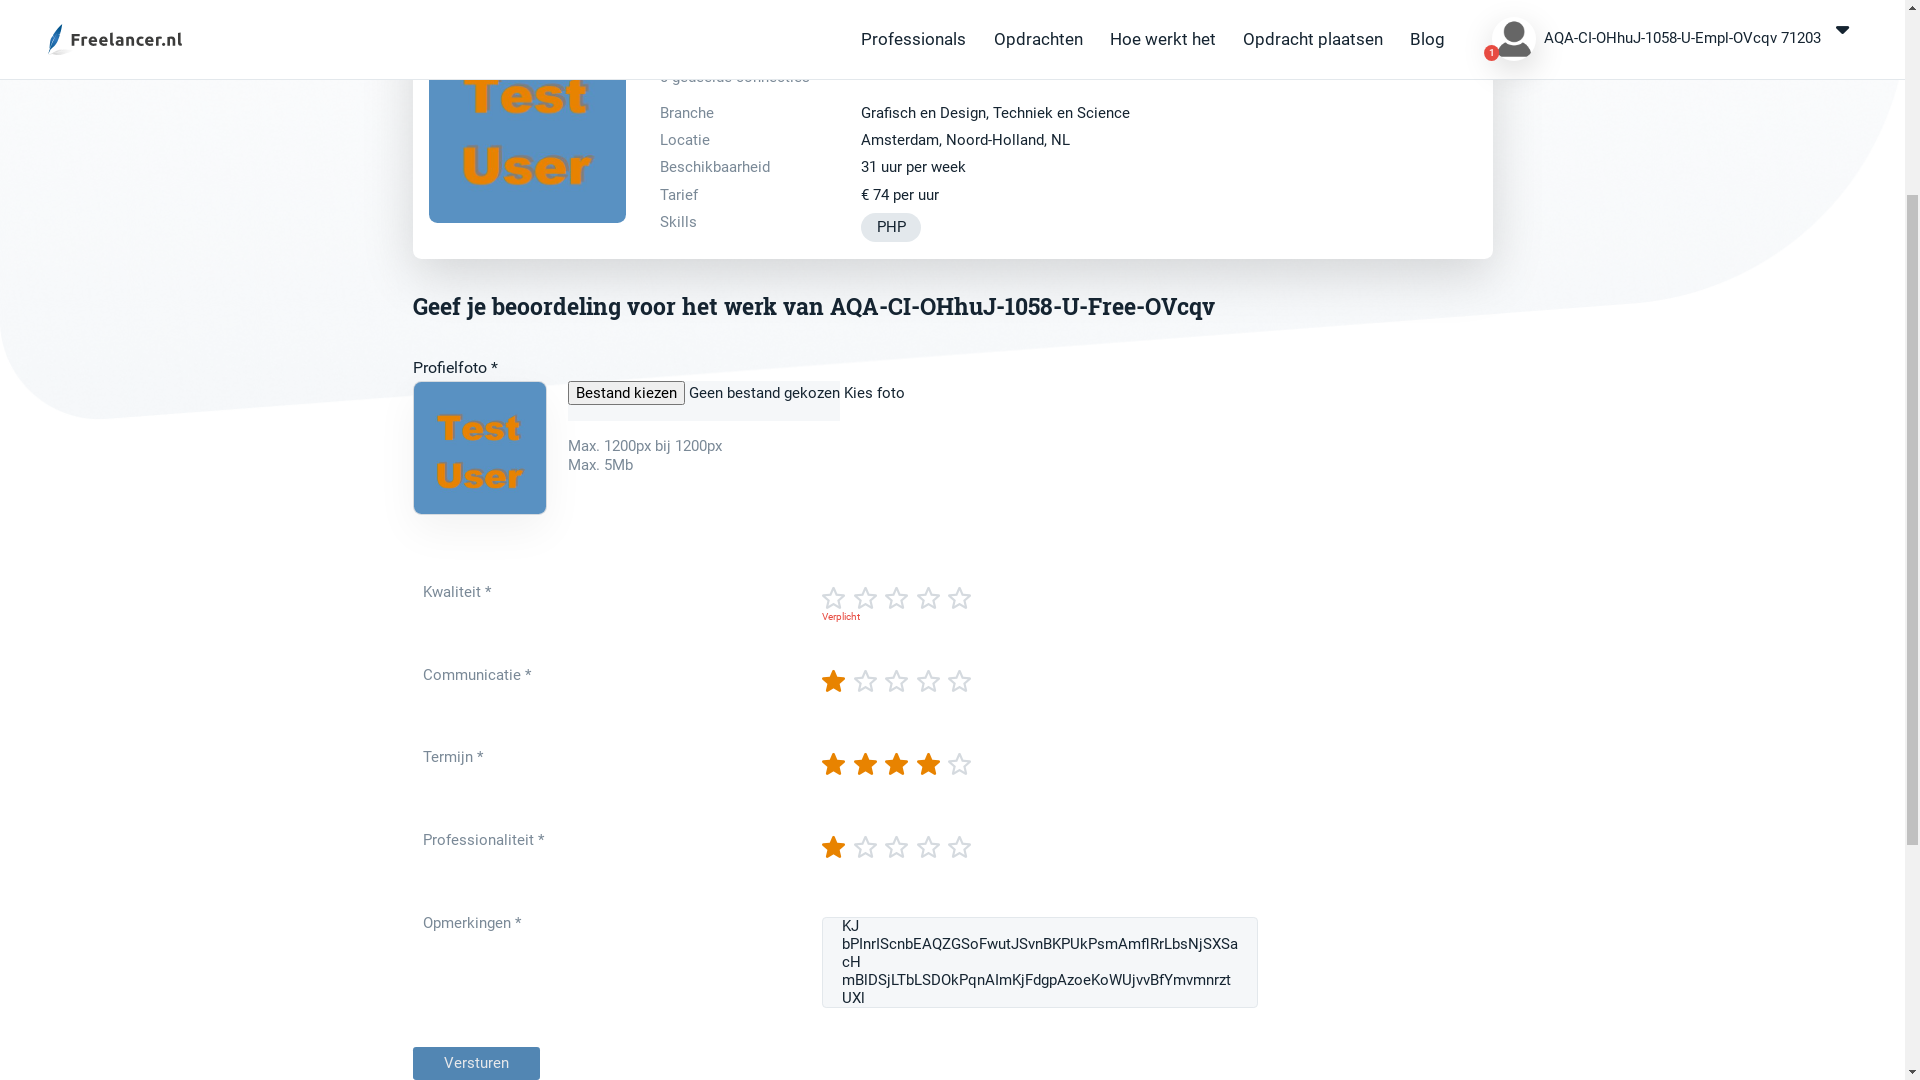 Freelancer.nl
Professionals
Opdrachten
Hoe werkt het
Opdracht plaatsen
Blog
1
AQA-CI-OHhuJ-1058-U-Empl-OVcqv 71203
Test
User
Branche
Grafisch en Design, Techniek en Science
Locatie
Amsterdam, Noord-Holland, NL
Beschikbaarheid
31 uur per week
Tarief
€ 74 per uur
Skills
PHP
Geef je beoordeling voor het werk van AQA-CI-OHhuJ-1058-U-Free-OVcqv
Profielfoto *
Test
User
Bestand kiezen Geen bestand gekozen Kies foto
Max. 1200px bij 1200px
Max. 5Mb
Kwaliteit *
Verplicht
Communicatie *
Termijn *
Professionaliteit *
Opmerkingen *
KJ
cH
Versturen